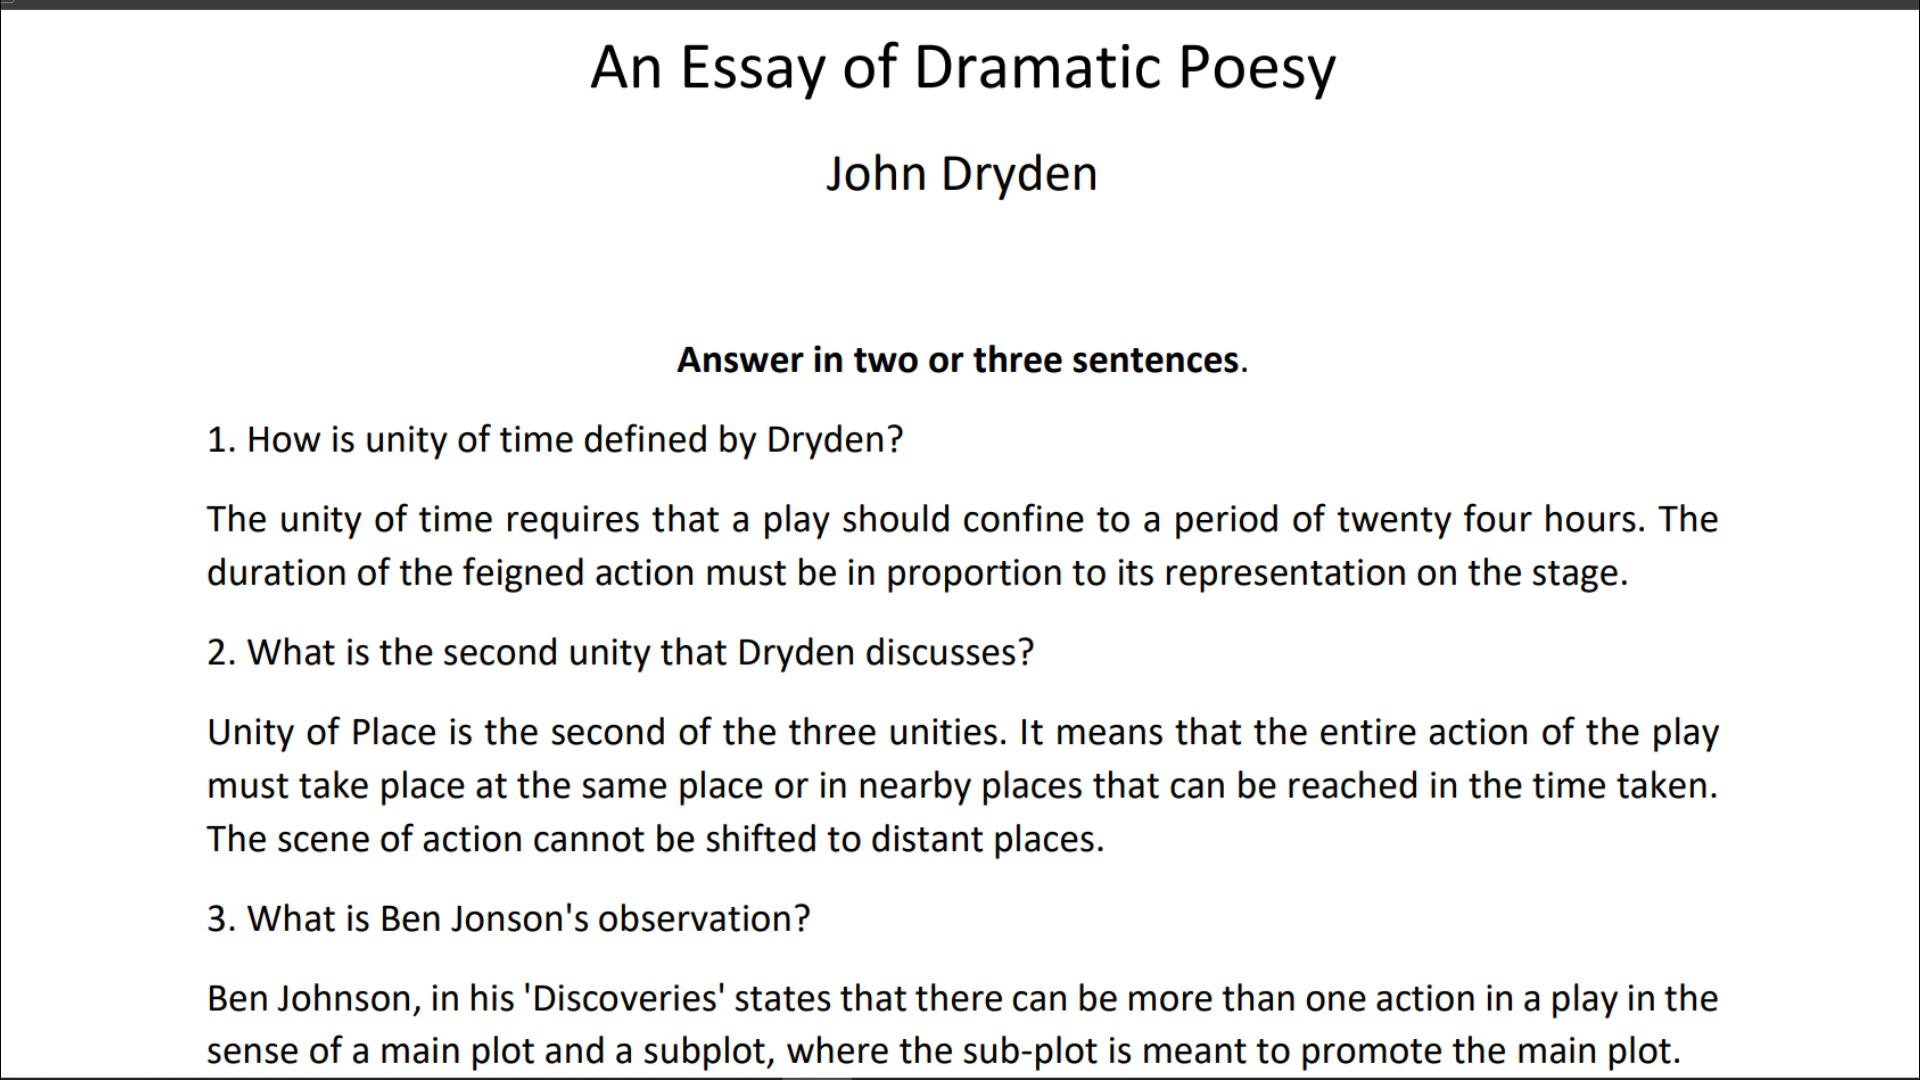 An Essay of Dramatic Poesy
John Dryden
Answer in two or three sentences.
1. How is unity of time defined by Dryden?
The unity of time requires that a play should confine to a period of twenty four hours. The
duration of the feigned action must be in proportion to its representation on the stage.
2. What is the second unity that Dryden discusses?
Unity of Place is the second of the three unities. It means that the entire action of the play
must take place at the same place or in nearby places that can be reached in the time taken.
The scene of action cannot be shifted to distant places.
3. What is Ben Jonson's observation?
Ben Johnson, in his 'Discoveries' states that there can be more than one action in a play in the
sense of a main plot and a subplot, where the sub-plot is meant to promote the main plot.